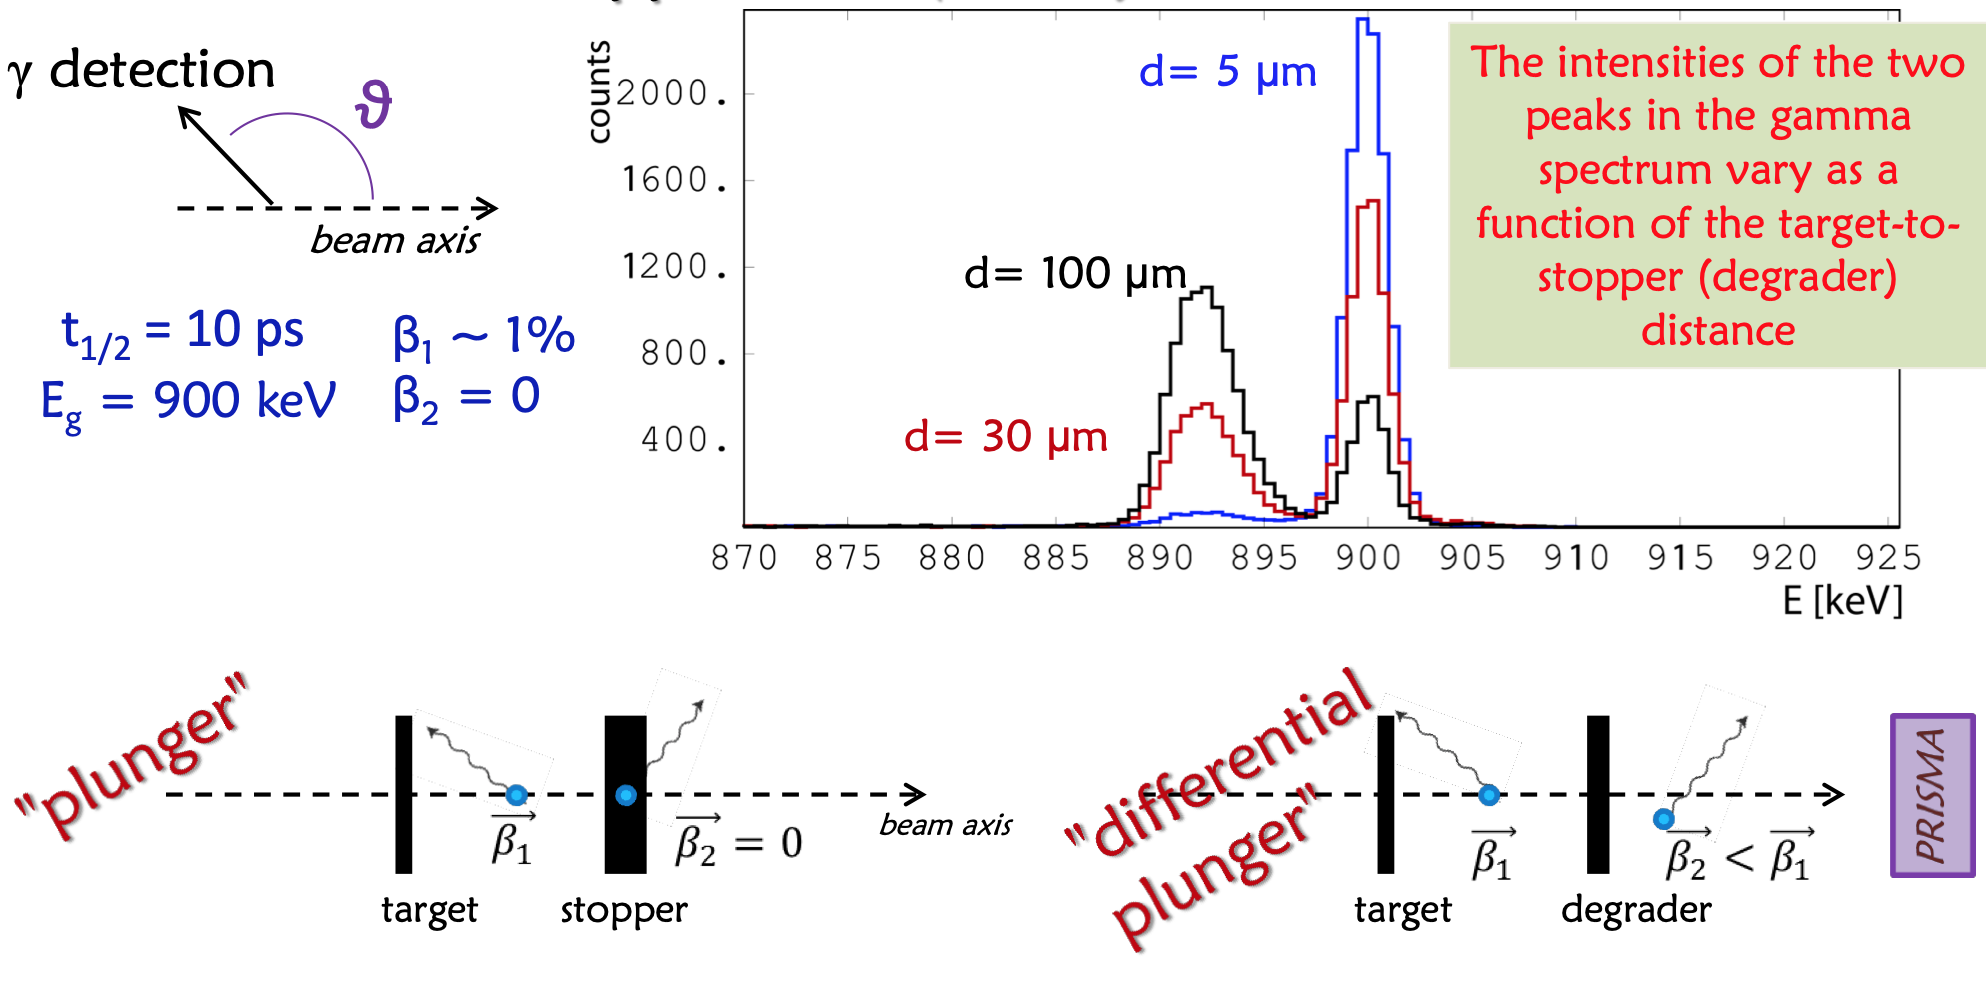 γ detection
ϑ
beam axis
t1/2 = 10 ps
β1 ~ 1%
Eg = 900 keV
β2 = 0
counts
2000.
1600.
1200.
800.
400.
d= 5 µm
d= 100 µm
d= 30 µm
870 875 880 885 890 895 900 905 910 915 920 925
E [keV]
The intensities of the two
peaks in the gamma
spectrum vary as a
function of the target-to-
stopper (degrader)
distance
"plunger"
β1
β2 = 0
beam axis
target
stopper
"differential
plunger"
β1
β2 < β1
target
degrader
PRISMA